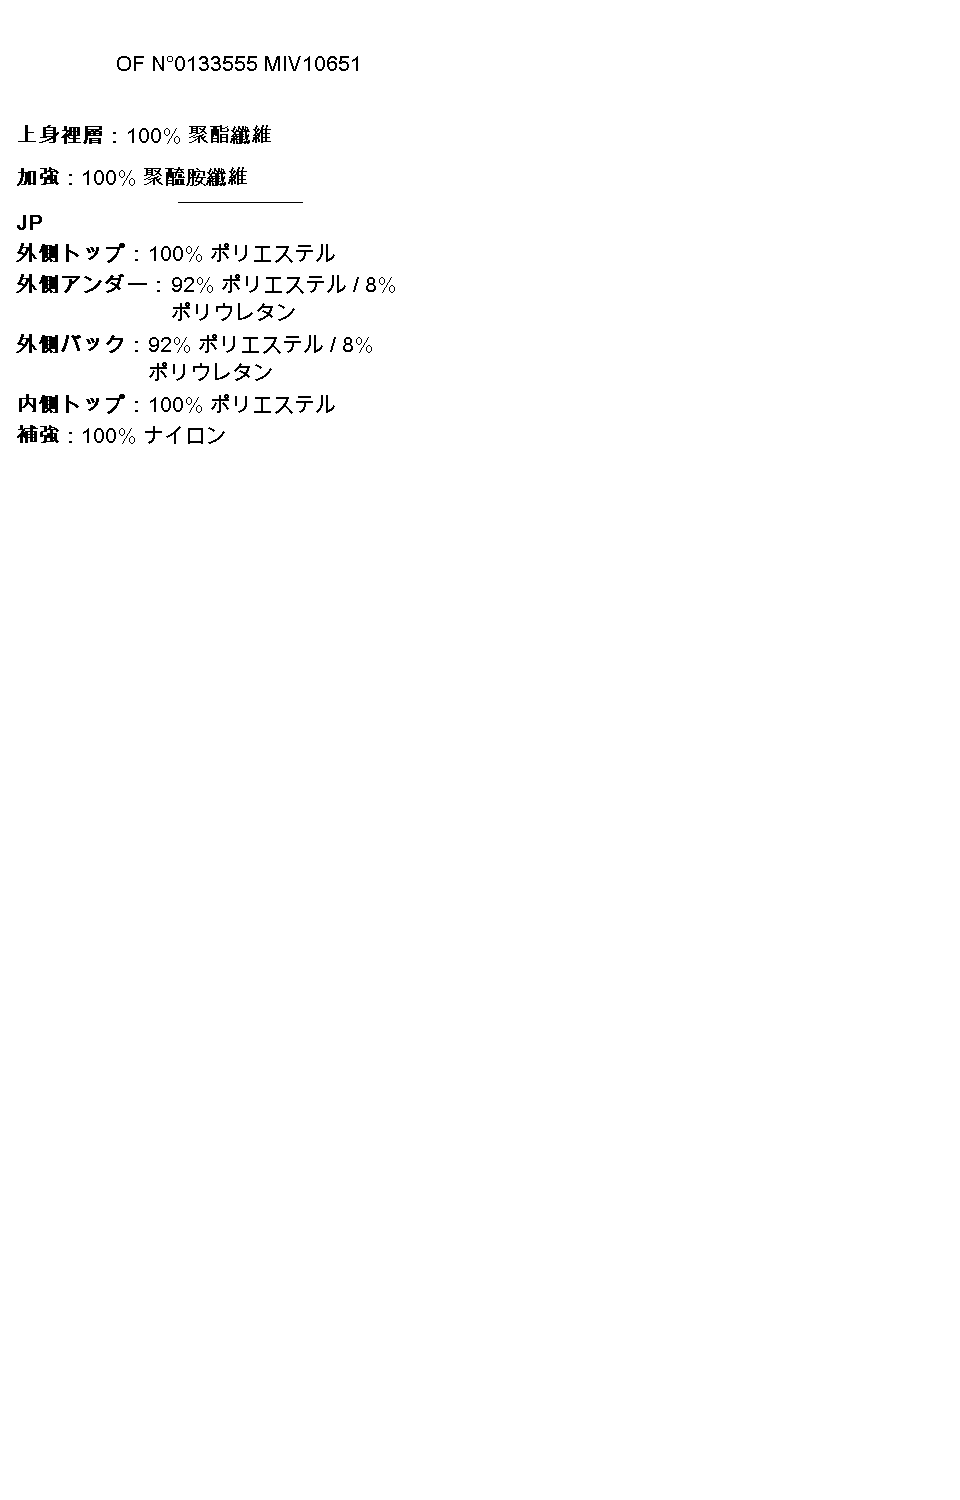 OF N°0133555 MIV10651
上身裡層 : 100% 聚酯纖維
加強 : 100% 聚醯胺纖維
JP
外側トップ : 100% ポリエステル
外側アンダー : 92% ポリエステル / 8%
ポリウレタン
外側バック : 92% ポリエステル / 8%
ポリウレタン
内側トップ : 100% ポリエステル
補強 : 100% ナイロン